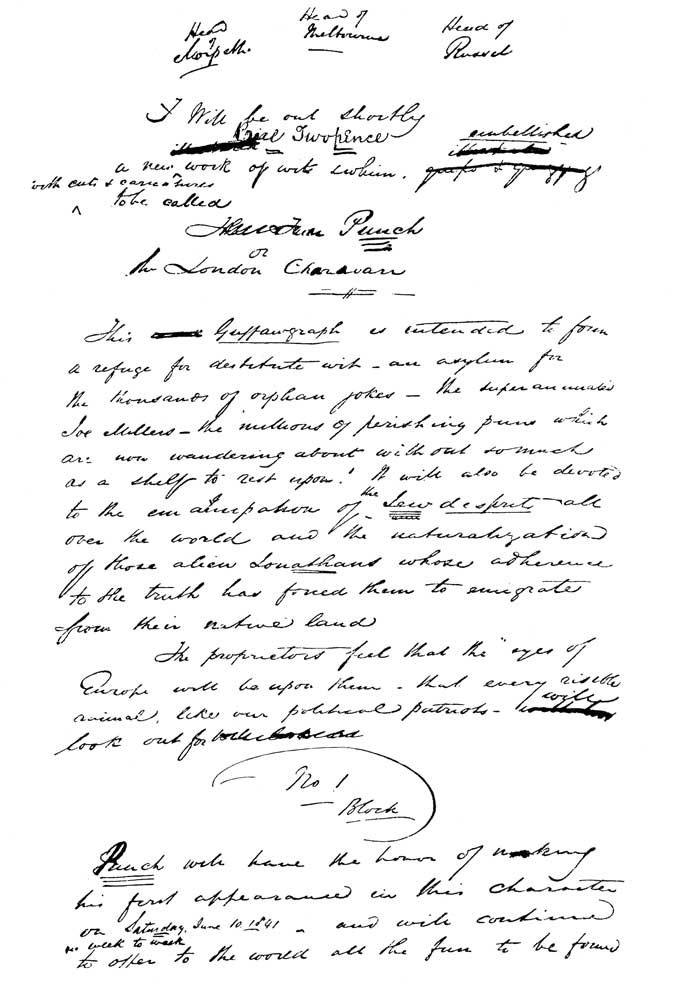 Head of Morpeth. Head of Melbourne Head of Russel
I Will be out shortly
Price Twopence embellished
a new work of wit & whim.
with cuts & caricatures
to be called
Punch
or
the London Charavari
This Guffawgraph is intended to form
a refuge for destitute wit – an asylum for
the thousands of orphan jokes – the superannuated
Joe Millers – the millions of perishing puns which
are now wandering about without so much
as a shelf to rest upon! It will also be devoted
to the emancipation of the Jew desprit all
over the world and the naturalization
of those alien Jonathans whose adherence
to the truth has forced them to emigrate
from their native land
The proprietors feel that the "eyes of
Europe will be upon them – that every risible
animal, like our political patriots – will
look out for
No 1
Block
Punch will have the honor of making
his first appearance in this character
on Saturday, June 10 1841 – and will continue
week to week
to offer to the world all the fun to be found